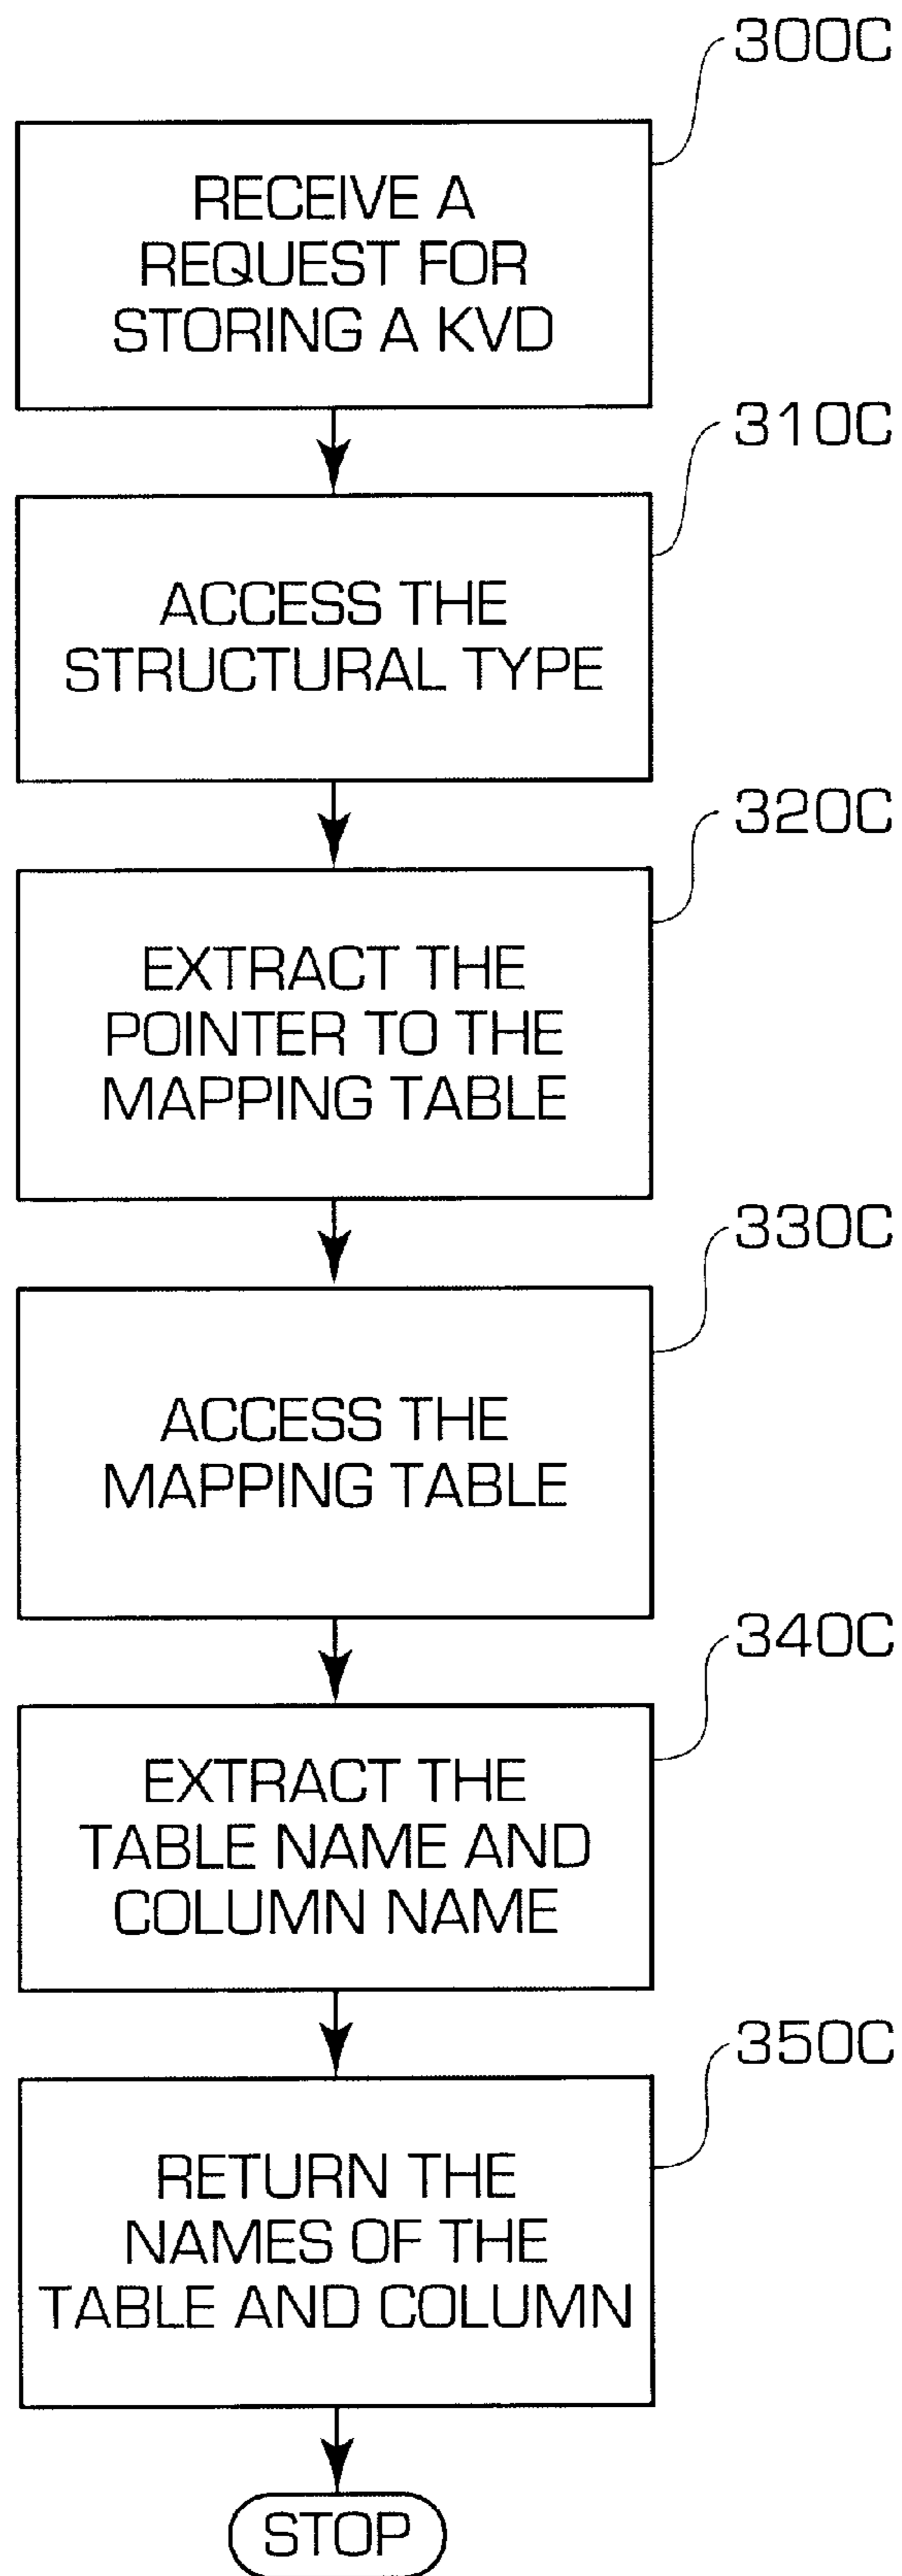 300C
RECEIVE A
REQUEST FOR
STORING A KVD
310C
ACCESS THE
STRUCTURAL TYPE
320C
EXTRACT THE
POINTER TO THE
MAPPING TABLE
330C
ACCESS THE
MAPPING TABLE
340C
EXTRACT THE
TABLE NAME AND
COLUMN NAME
350C
RETURN THE
NAMES OF THE
TABLE AND COLUMN
STOP